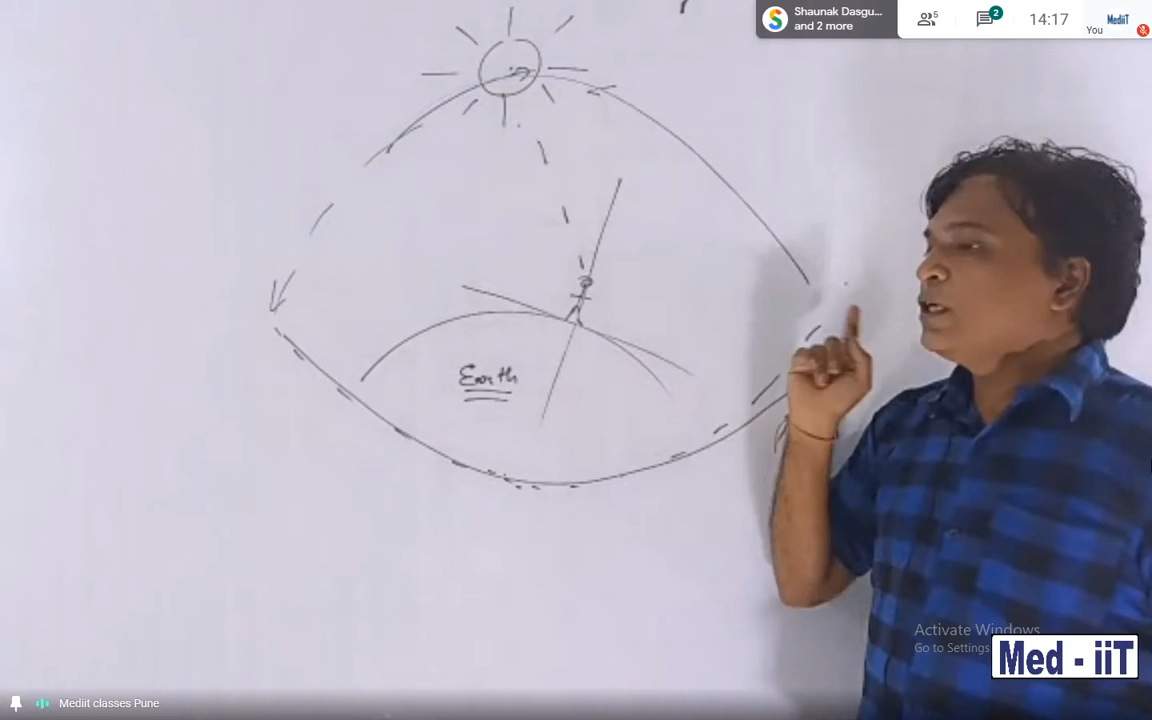 Shaunak Dasgu...
and 2 more
5
2
14:17
MediiT
You
Earth
Activate Windows
Go to Settings
Med - iiT
Mediit classes Pune